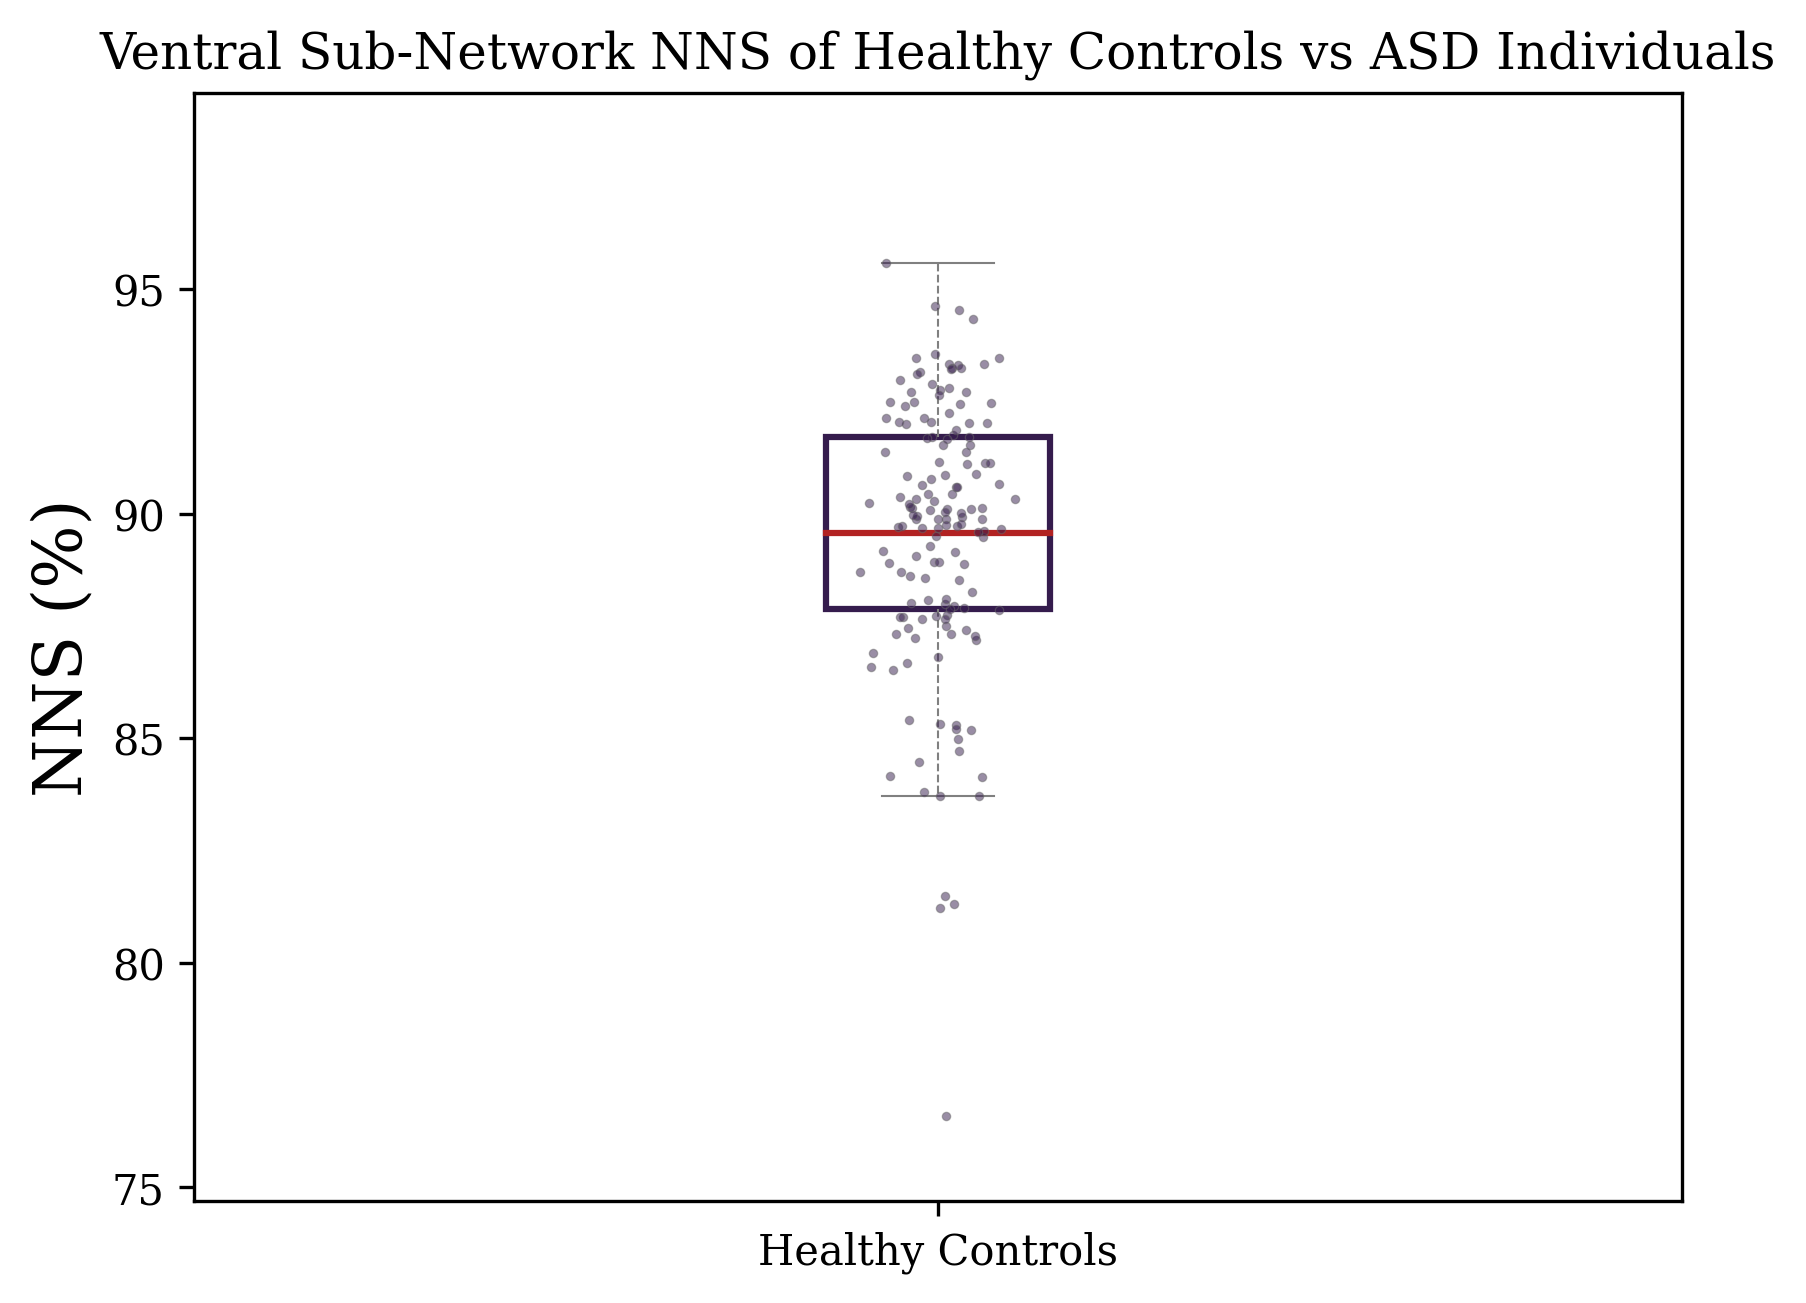 Ventral Sub-Network NNS of Healthy Controls vs ASD Individuals
NNS (%)
95
90
85
80
75
Healthy Controls